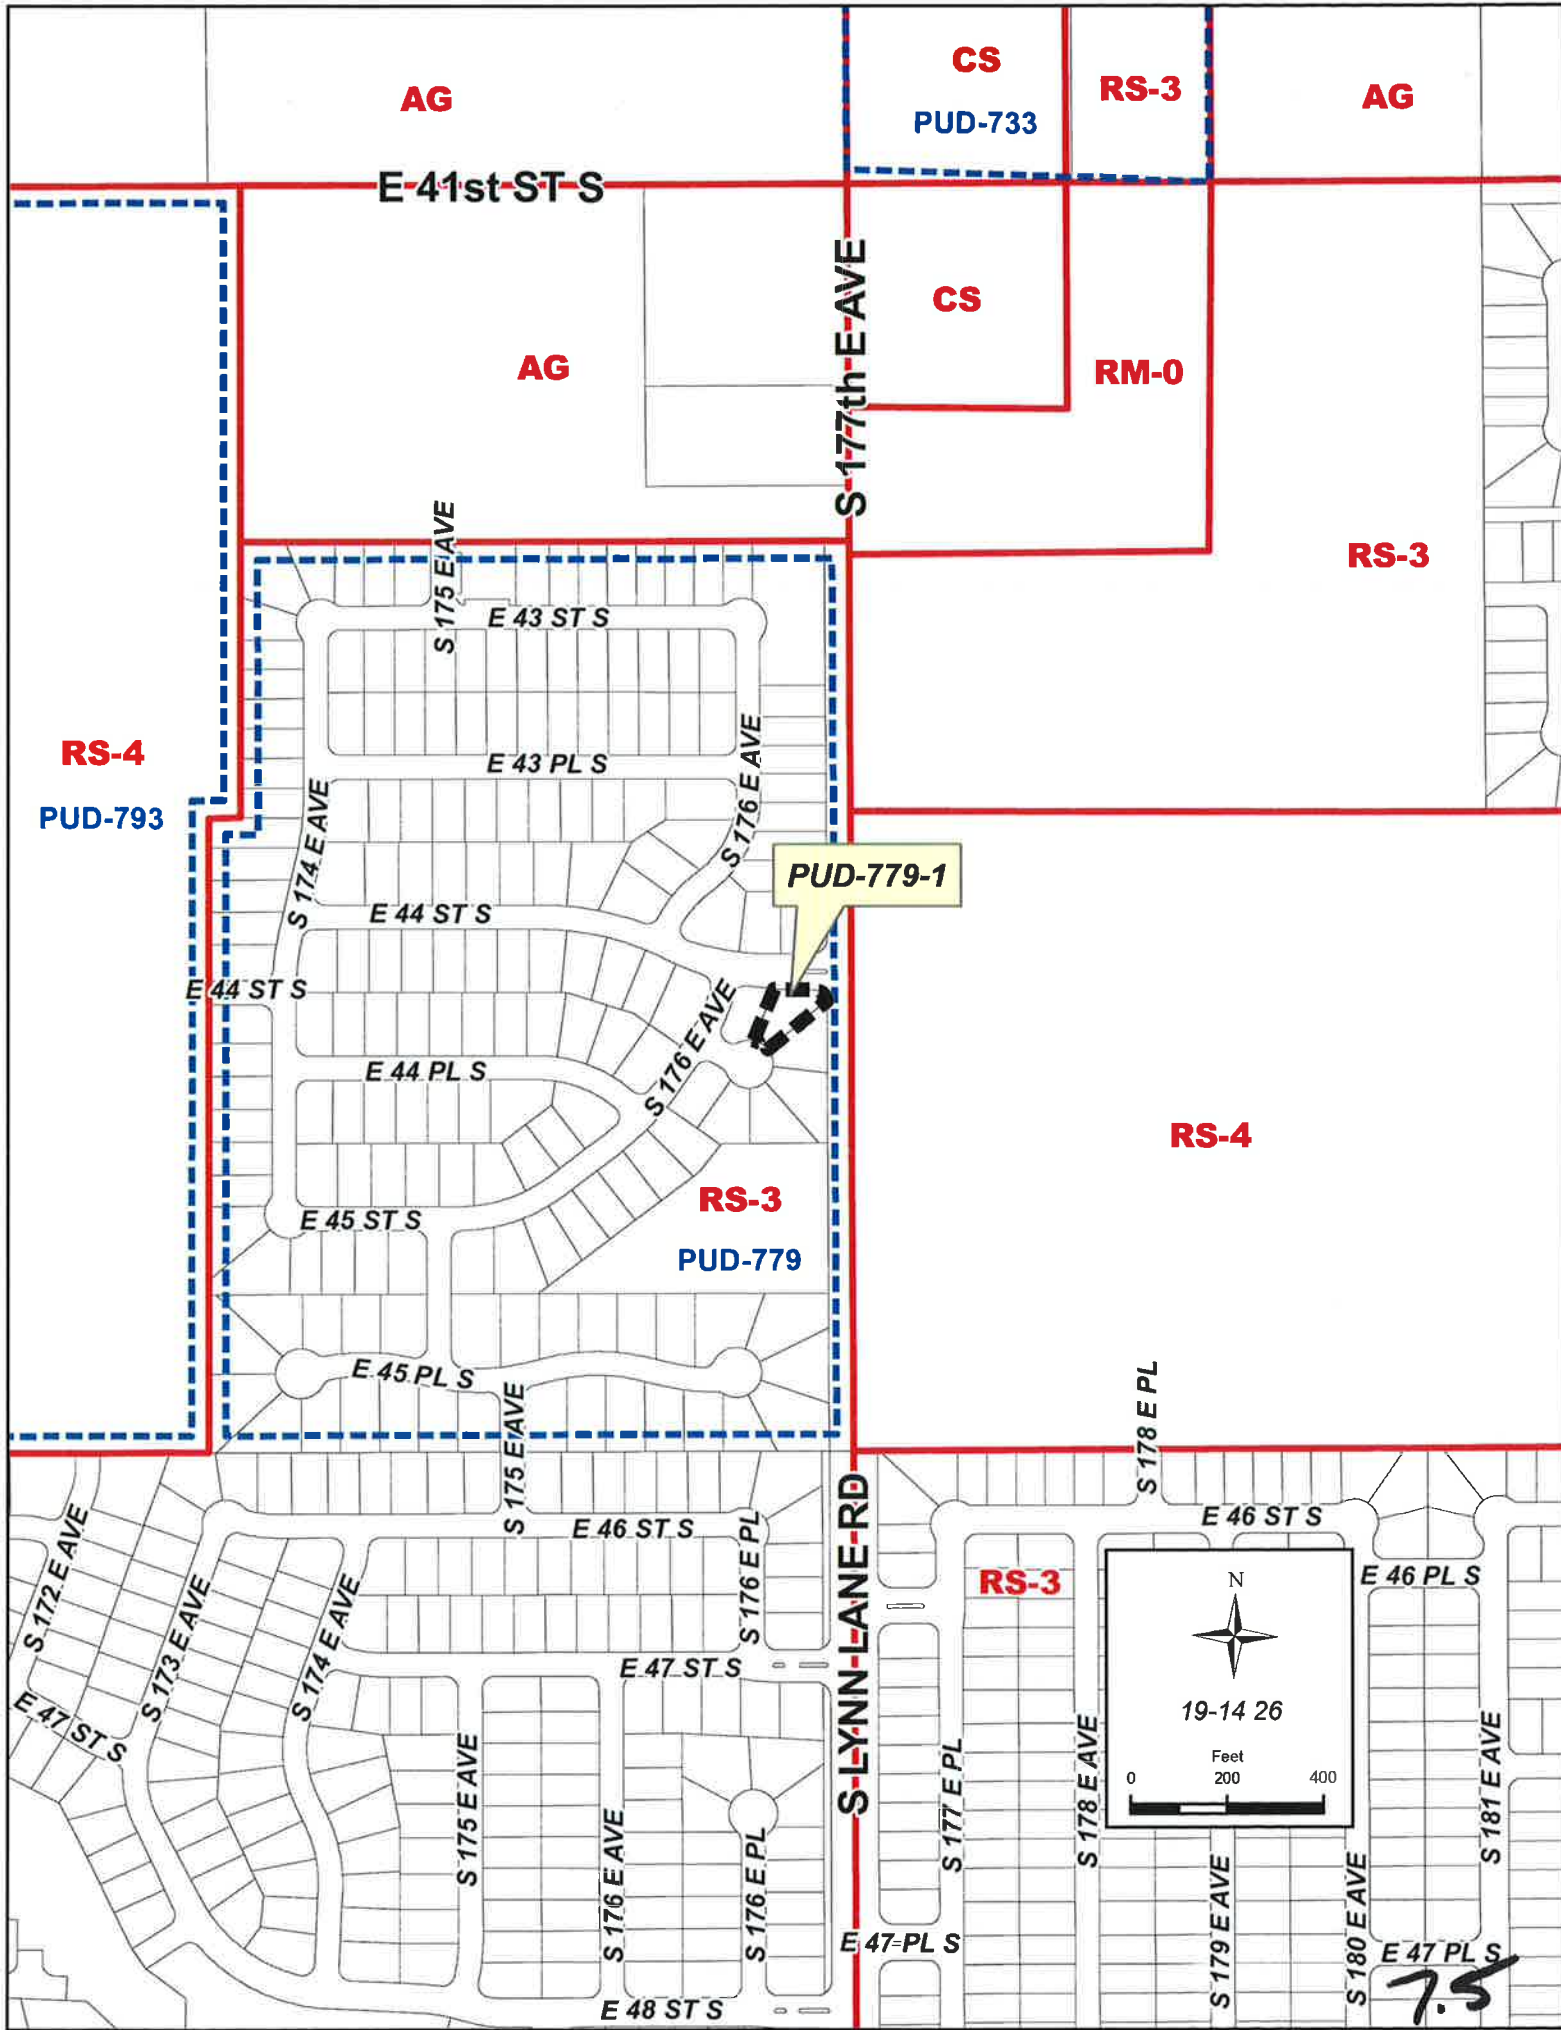 AG
CS
PUD-733
RS-3
AG
E 41st ST S
S 177th E AVE
CS
AG
RM-0
RS-3
S 175 E AVE
E 43 ST S
E 43 PL S
S 176 E AVE
RS-4
PUD-793
S 174 E AVE
PUD-779-1
E 44 ST S
E 44 ST S
S 176 E AVE
E 44 PL S
RS-4
RS-3
PUD-779
E 45 ST S
E 45 PL S
S 175 E AVE
S 178 E PL
S LYNN LANE RD
E 46 ST S
E 46 ST S
S 172 E AVE
S 173 E AVE
S 174 E AVE
S 176 E PL
RS-3
E 46 PL S
N
19-14 26
Feet
0 200 400
E 47 ST S
E 47 ST S
S 175 E AVE
S 176 E AVE
S 176 E PL
S 177 E PL
S 178 E AVE
S 179 E AVE
S 180 E AVE
S 181 E AVE
E 47 PL S
E 47 PL S
E 48 ST S
7.5